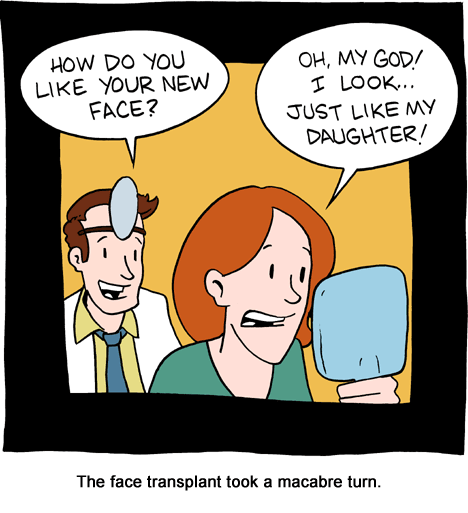 HOW DO YOU
LIKE YOUR NEW
FACE?
OH, MY GOD!
I LOOK...
JUST LIKE MY
DAUGHTER!
The face transplant took a macabre turn.